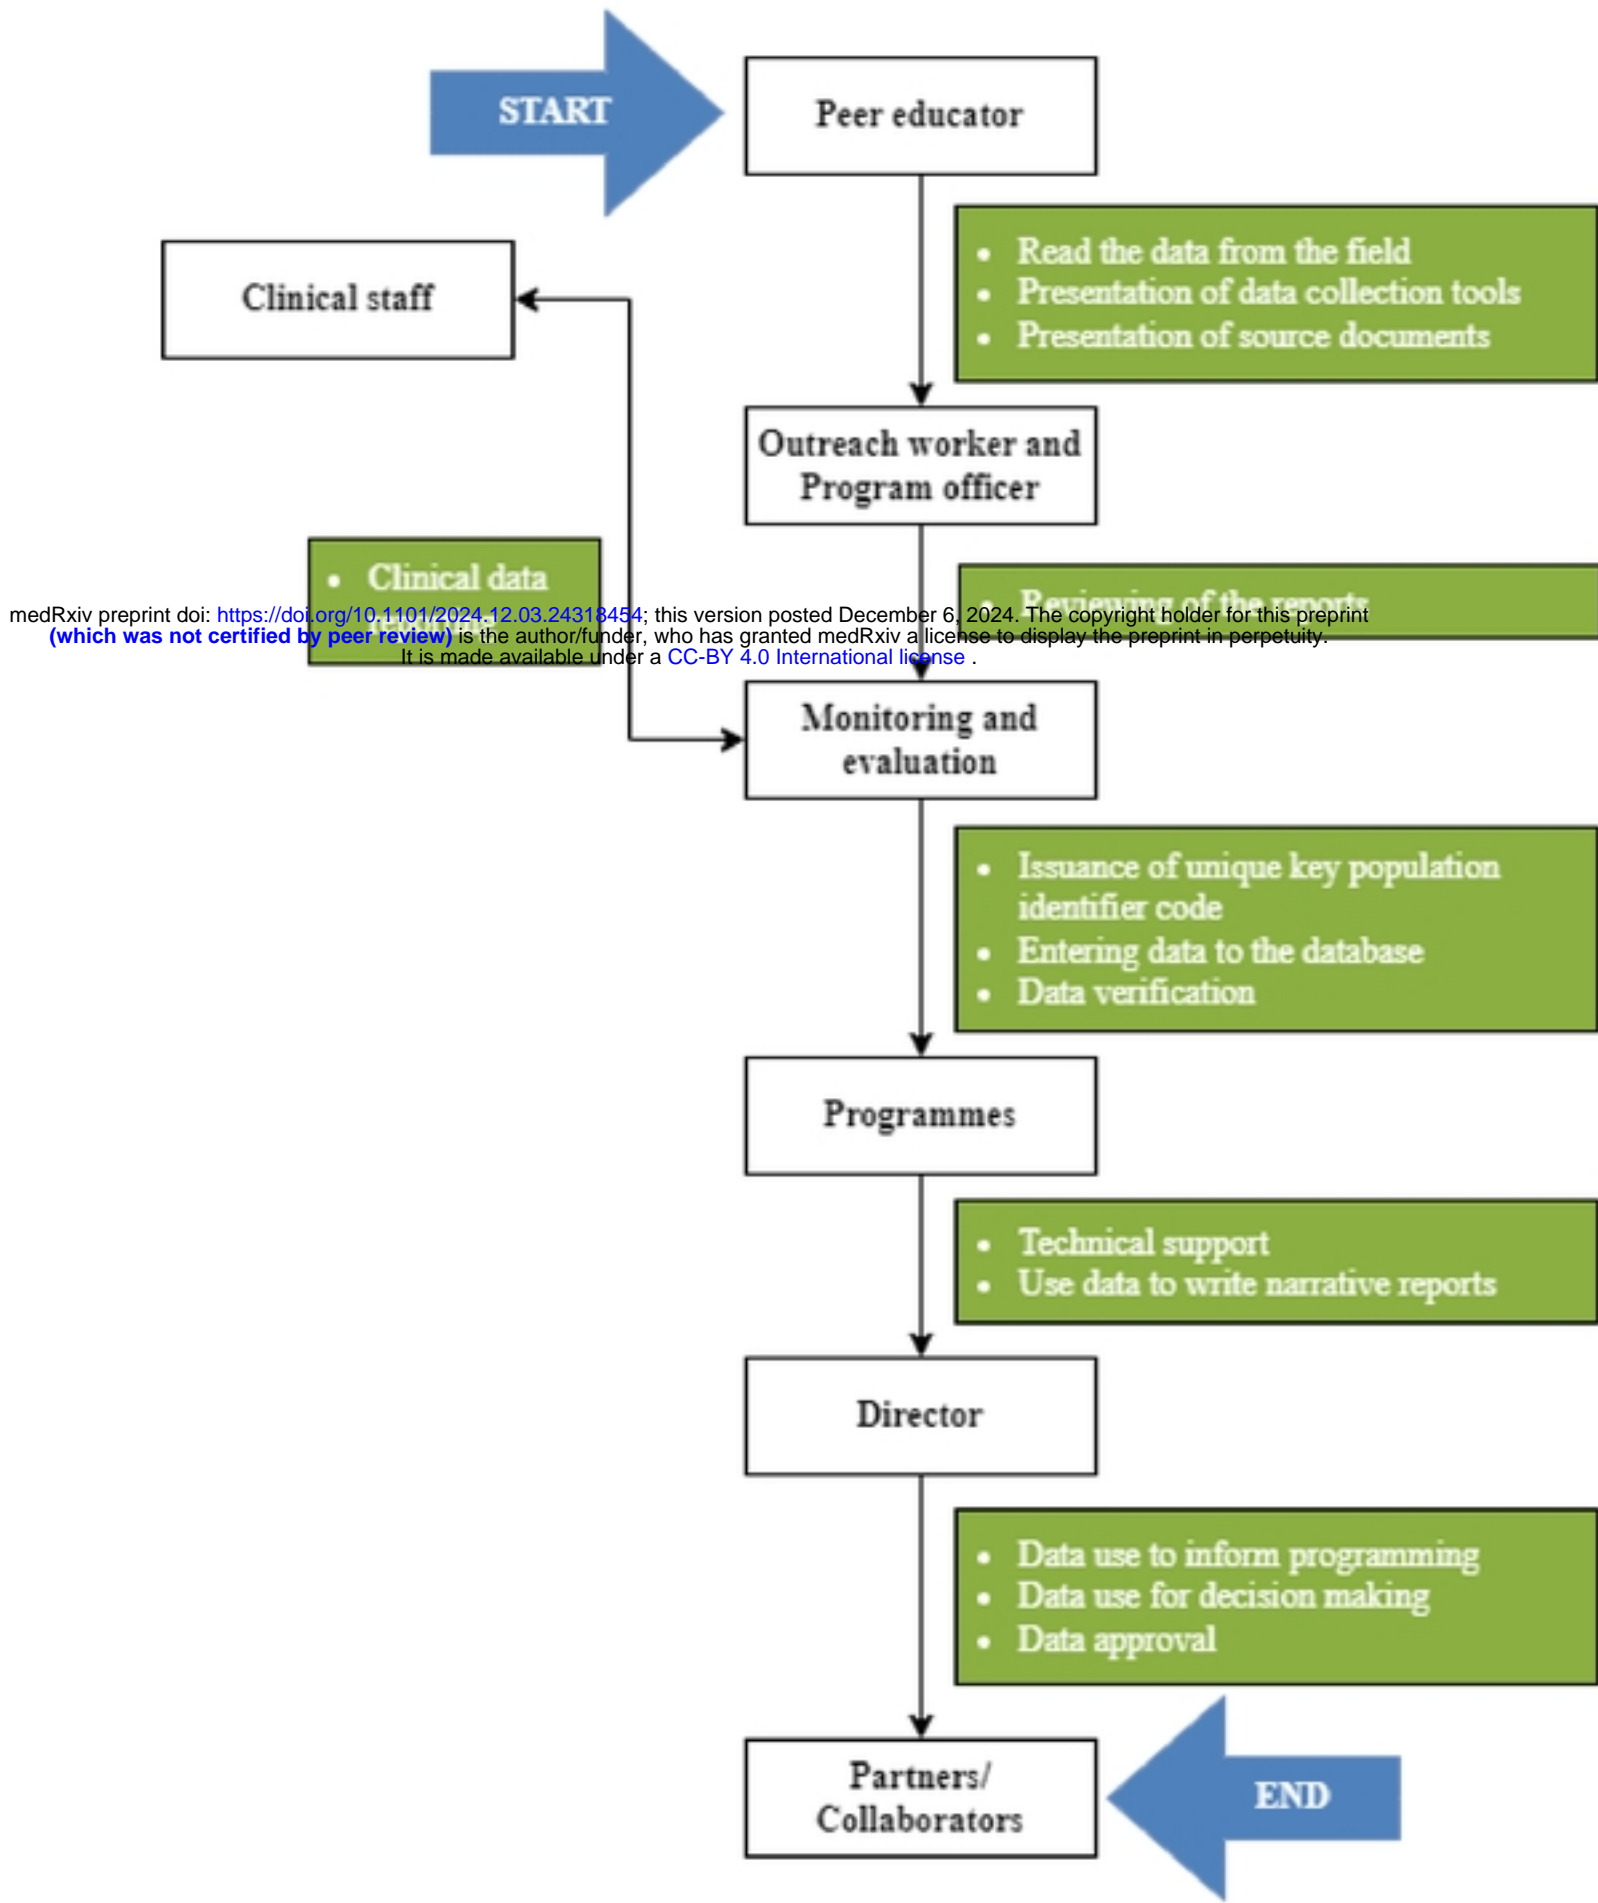 START
Peer educator
• Read the data from the field
• Presentation of data collection tools
• Presentation of source documents
Clinical staff
Outreach worker and
Program officer
• Clinical data
• Reviewing of the reports
medRxiv preprint doi: https://doi.org/10.1101/2024.12.03.24318454; this version posted December 6, 2024. The copyright holder for this preprint
(which was not certified by peer review) is the author/funder, who has granted medRxiv a license to display the preprint in perpetuity.
It is made available under a CC-BY 4.0 International license .
Monitoring and
evaluation
• Issuance of unique key population
identifier code
• Entering data to the database
• Data verification
Programmes
• Technical support
• Use data to write narrative reports
Director
• Data use to inform programming
• Data use for decision making
• Data approval
Partners/
Collaborators
END